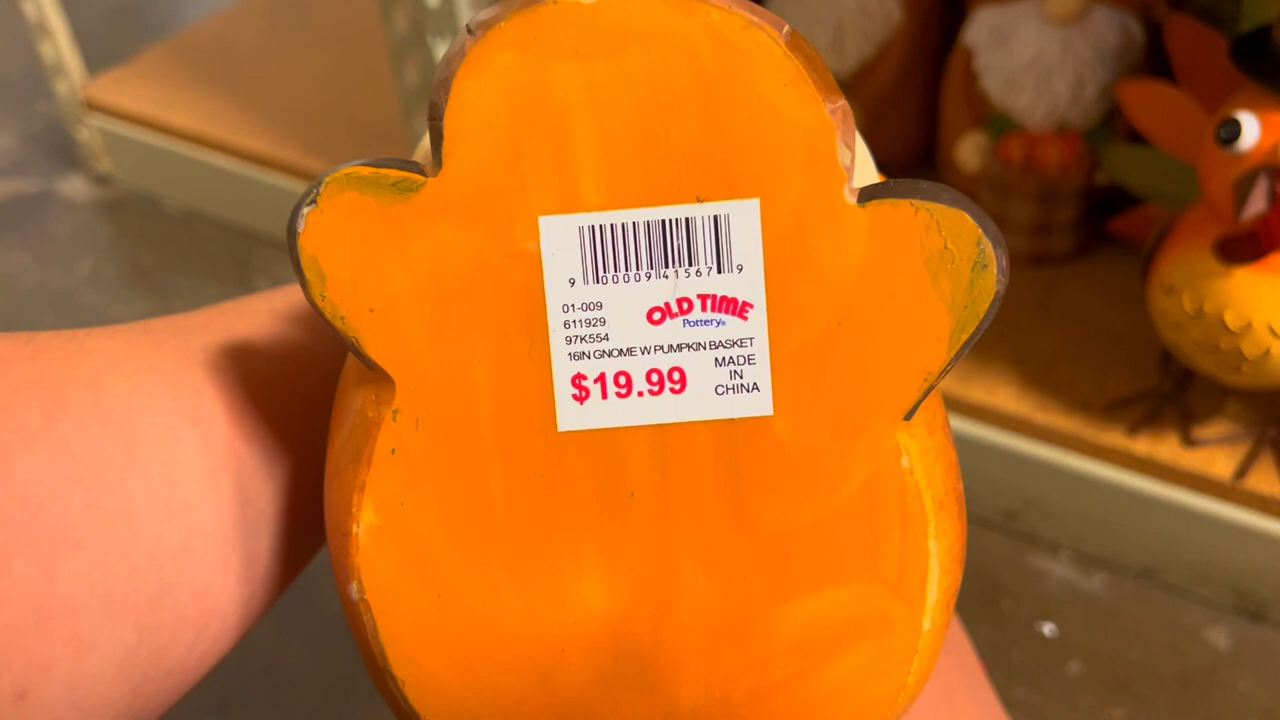 9 00009 41567 9
01-009
611929
97K554
OLD TIME
Pottery®
16IN GNOME W PUMPKIN BASKET
$19.99
MADE
IN
CHINA